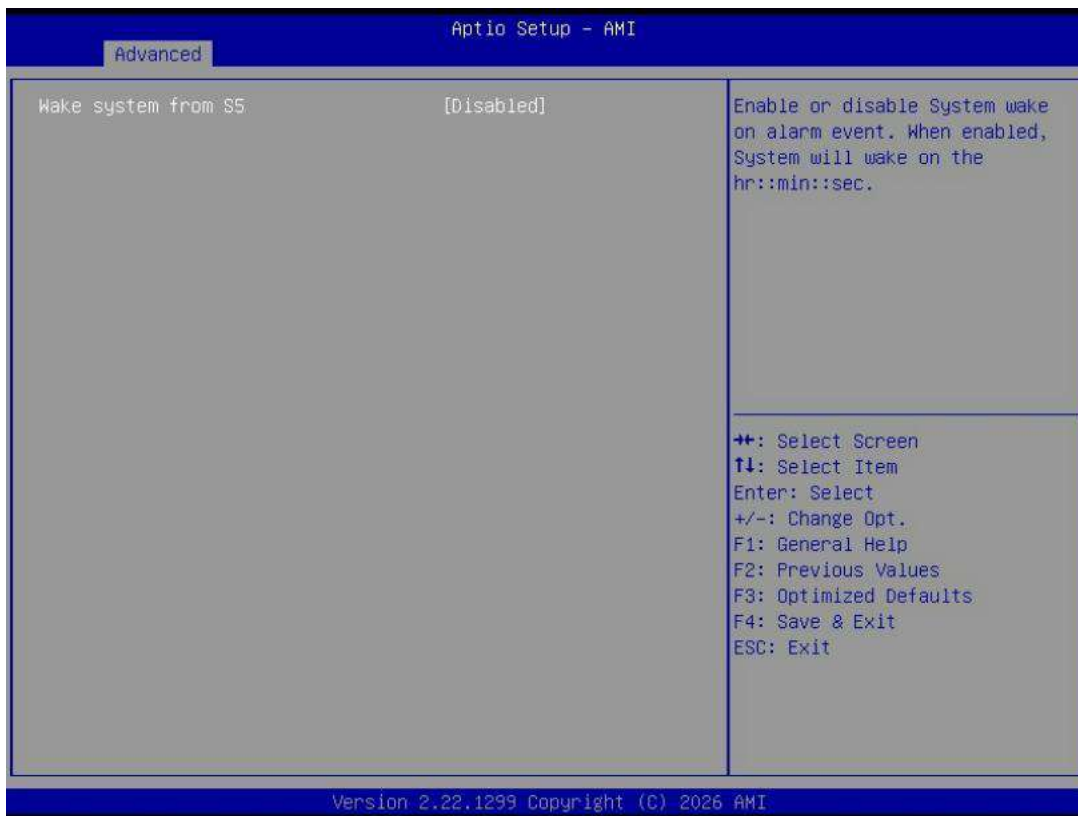 Aptio Setup - AMI
Advanced
Wake system from S5 [Disabled]
Enable or disable System wake
on alarm event. When enabled,
System will wake on the
hr::min::sec.
→←: Select Screen
↑↓: Select Item
Enter: Select
+/-: Change Opt.
F1: General Help
F2: Previous Values
F3: Optimized Defaults
F4: Save & Exit
ESC: Exit
Version 2.22.1299 Copyright (C) 2026 AMI